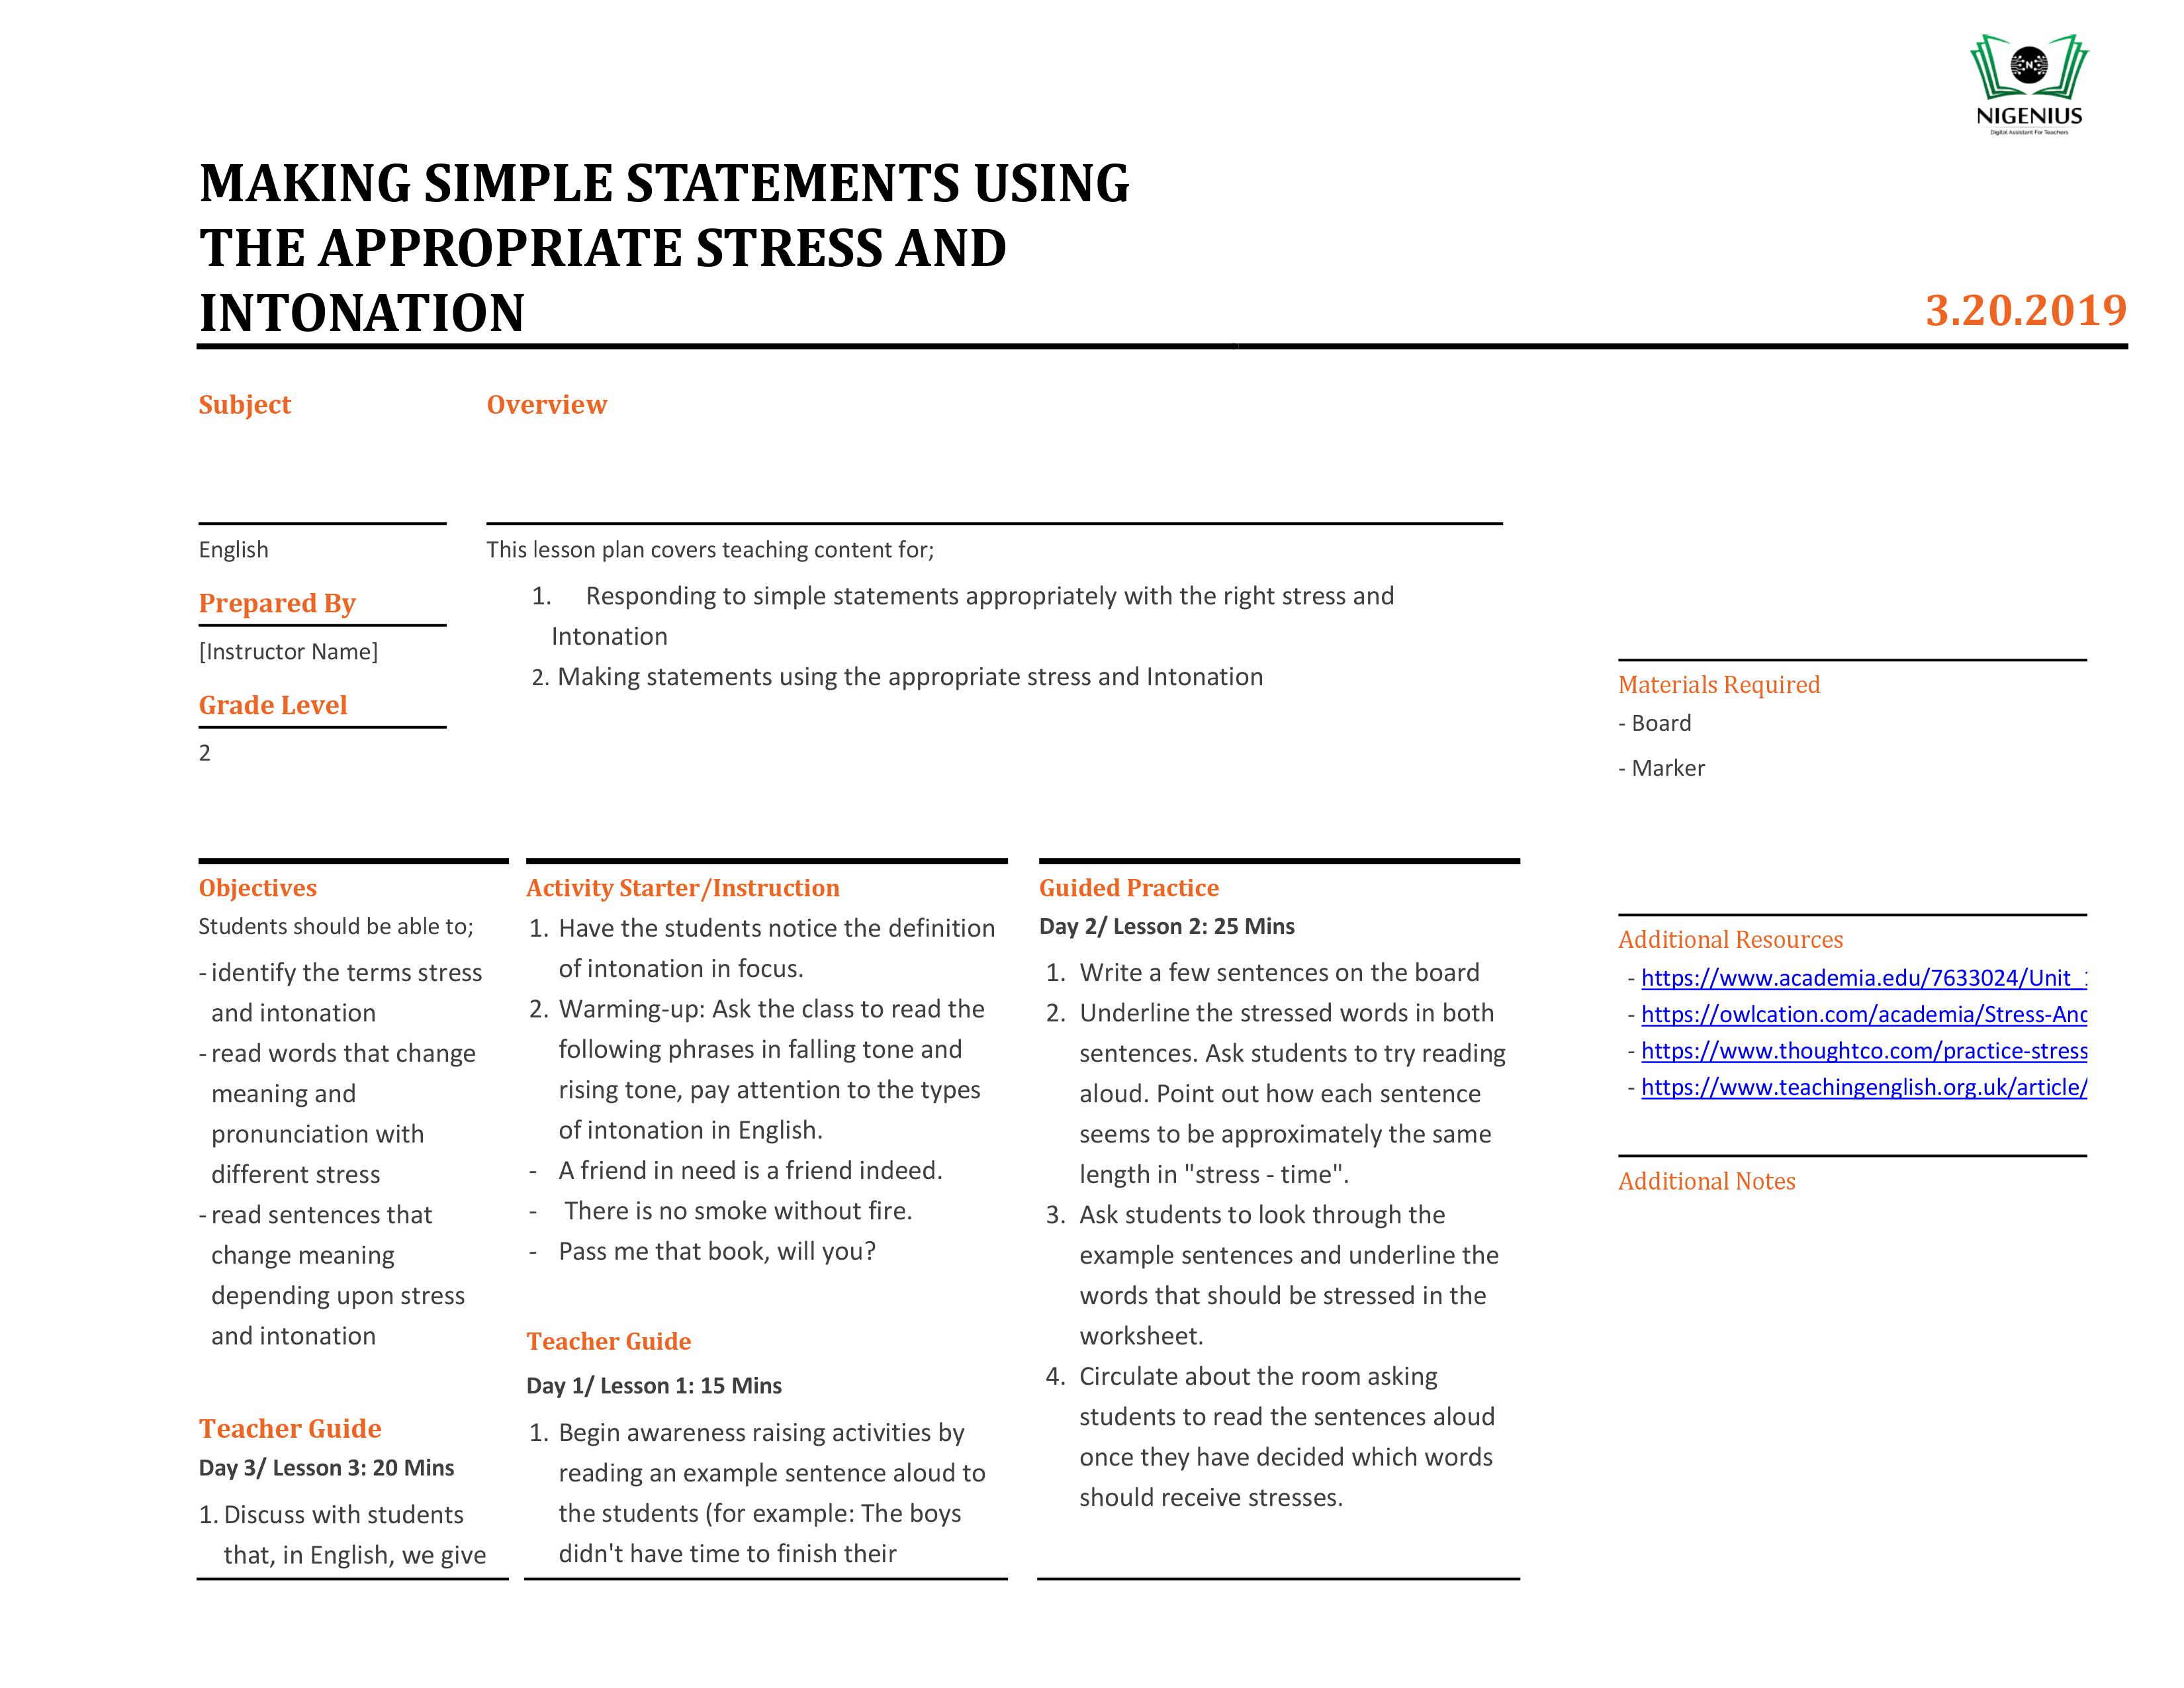 NIGENIUS
Digital Assistant For Teachers
MAKING SIMPLE STATEMENTS USING
THE APPROPRIATE STRESS AND
INTONATION
3.20.2019
Subject
Overview
English
Prepared By
[Instructor Name]
Grade Level
2
This lesson plan covers teaching content for;
1. Responding to simple statements appropriately with the right stress and
Intonation
2. Making statements using the appropriate stress and Intonation
Materials Required
- Board
- Marker
Objectives
Students should be able to;
- identify the terms stress
and intonation
- read words that change
meaning and
pronunciation with
different stress
- read sentences that
change meaning
depending upon stress
and intonation
Teacher Guide
Day 3/ Lesson 3: 20 Mins
1. Discuss with students
that, in English, we give
Activity Starter/Instruction
1. Have the students notice the definition
of intonation in focus.
2. Warming-up: Ask the class to read the
following phrases in falling tone and
rising tone, pay attention to the types
of intonation in English.
- A friend in need is a friend indeed.
- There is no smoke without fire.
- Pass me that book, will you?
Teacher Guide
Day 1/ Lesson 1: 15 Mins
1. Begin awareness raising activities by
reading an example sentence aloud to
the students (for example: The boys
didn't have time to finish their
Guided Practice
Day 2/ Lesson 2: 25 Mins
1. Write a few sentences on the board
2. Underline the stressed words in both
sentences. Ask students to try reading
aloud. Point out how each sentence
seems to be approximately the same
length in "stress - time".
3. Ask students to look through the
example sentences and underline the
words that should be stressed in the
worksheet.
4. Circulate about the room asking
students to read the sentences aloud
once they have decided which words
should receive stresses.
Additional Resources
- https://www.academia.edu/7633024/Unit_
- https://owlcation.com/academia/Stress-And
- https://www.thoughtco.com/practice-stress
- https://www.teachingenglish.org.uk/article/
Additional Notes